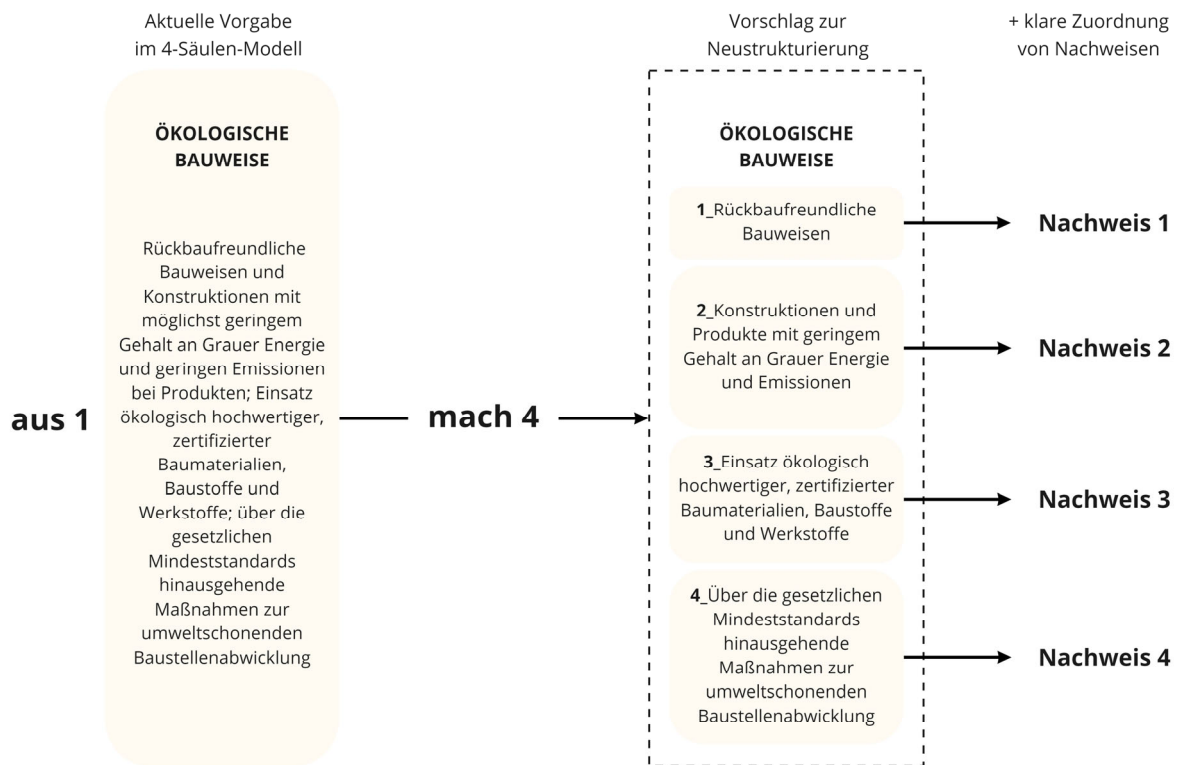 Aktuelle Vorgabe
im 4-Säulen-Modell
ÖKOLOGISCHE
BAUWEISE
Rückbaufreundliche
Bauweisen und
Konstruktionen mit
möglichst geringem
Gehalt an Grauer Energie
und geringen Emissionen
bei Produkten; Einsatz
ökologisch hochwertiger,
zertifizierter
Baumaterialien,
Baustoffe und
Werkstoffe; über die
gesetzlichen
Mindeststandards
hinausgehende
Maßnahmen zur
umweltschonenden
Baustellenabwicklung
aus 1
mach 4
Vorschlag zur
Neustrukturierung
ÖKOLOGISCHE
BAUWEISE
1_Rückbaufreundliche
Bauweisen
2_Konstruktionen und
Produkte mit geringem
Gehalt an Grauer Energie
und Emissionen
3_Einsatz ökologisch
hochwertiger, zertifizierter
Baumaterialien, Baustoffe
und Werkstoffe
4_Über die gesetzlichen
Mindeststandards
hinausgehende
Maßnahmen zur
umweltschonenden
Baustellenabwicklung
+ klare Zuordnung
von Nachweisen
Nachweis 1
Nachweis 2
Nachweis 3
Nachweis 4